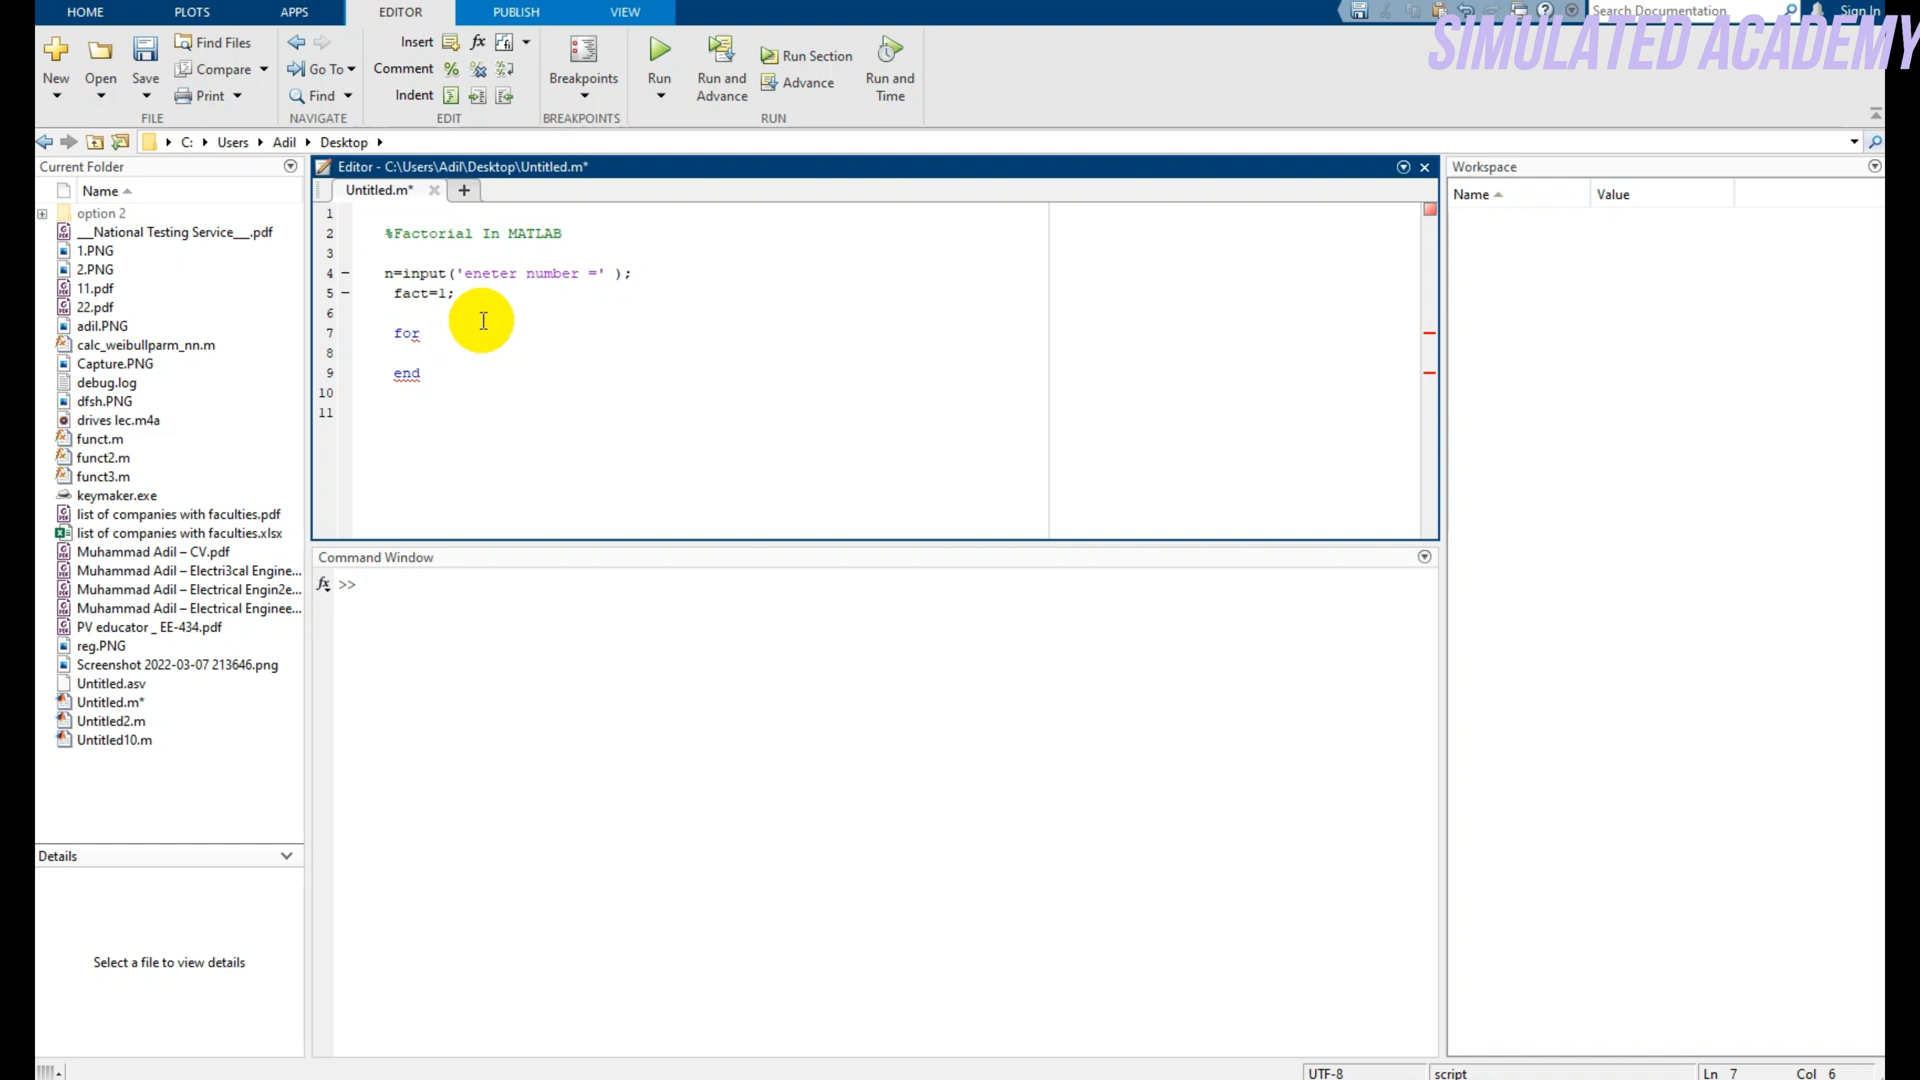 HOME PLOTS APPS EDITOR PUBLISH VIEW Search Documentation Sign In
SIMULATED ACADEMY
New
Open
Save
Find Files
Compare
Print
FILE
Go To
Find
NAVIGATE
Insert
Comment
Indent
EDIT
Breakpoints
BREAKPOINTS
Run
Run and
Advance
Run Section
Advance
Run and
Time
RUN
C: Users Adil Desktop
Current Folder
Name
option 2
___National Testing Service___.pdf
1.PNG
2.PNG
11.pdf
22.pdf
adil.PNG
calc_weibullparm_nn.m
Capture.PNG
debug.log
dfsh.PNG
drives lec.m4a
funct.m
funct2.m
funct3.m
keymaker.exe
list of companies with faculties.pdf
list of companies with faculties.xlsx
Muhammad Adil – CV.pdf
Muhammad Adil – Electri3cal Engine...
Muhammad Adil – Electrical Engin2e...
Muhammad Adil – Electrical Enginee...
PV educator _ EE-434.pdf
reg.PNG
Screenshot 2022-03-07 213646.png
Untitled.asv
Untitled.m*
Untitled2.m
Untitled10.m
Details
Select a file to view details
Editor - C:\Users\Adil\Desktop\Untitled.m*
Untitled.m*
1
2 %Factorial In MATLAB
3
4 n=input('eneter number =' );
5 fact=1;
6
7 for
8
9 end
10
11
Command Window
fx >>
Workspace
Name Value
UTF-8 script Ln 7 Col 6